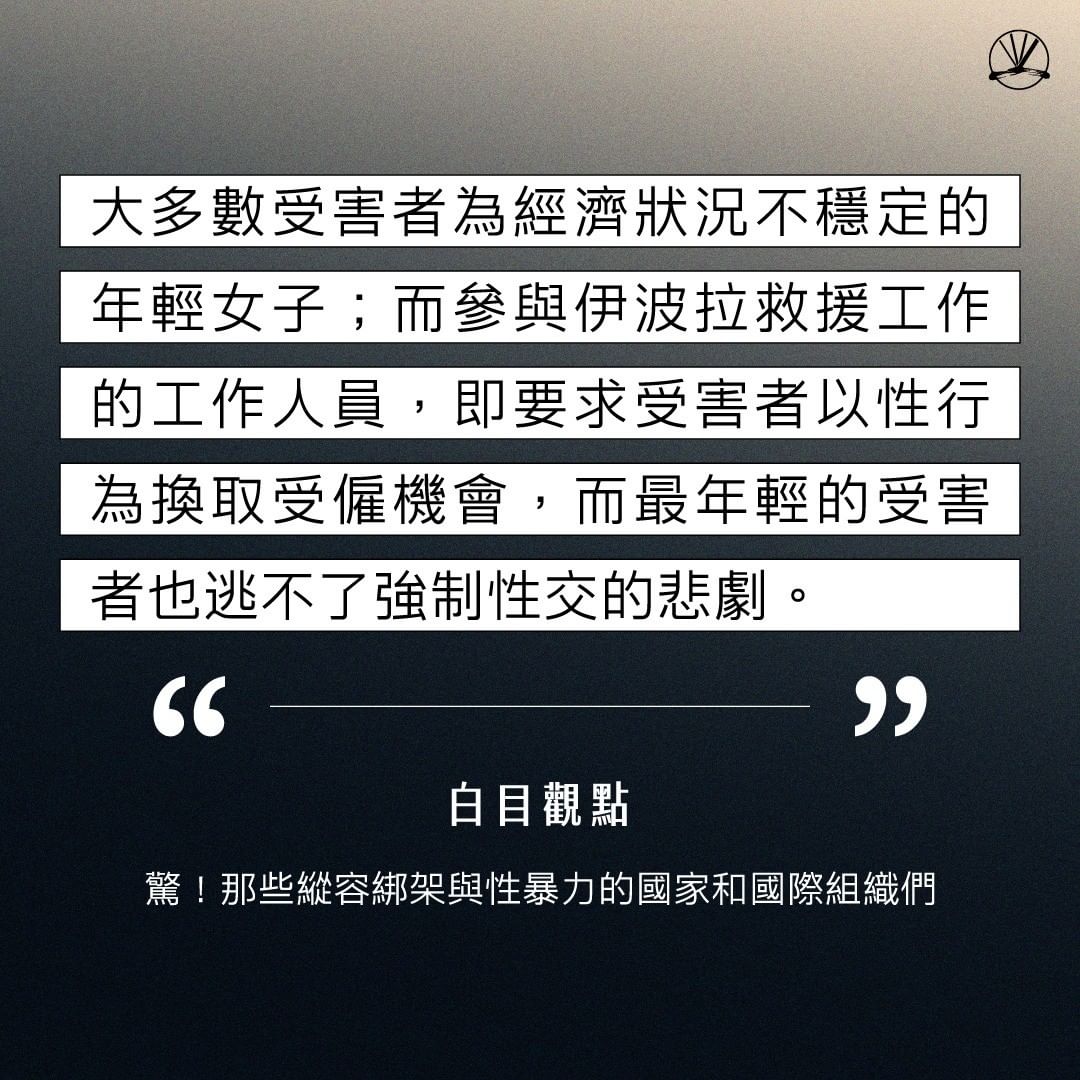 大多數受害者為經濟狀況不穩定的
年輕女子；而參與伊波拉救援工作
的工作人員，即要求受害者以性行
為換取受僱機會，而最年輕的受害
者也逃不了強制性交的悲劇。
“ ”
白目觀點
驚！那些縱容綁架與性暴力的國家和國際組織們